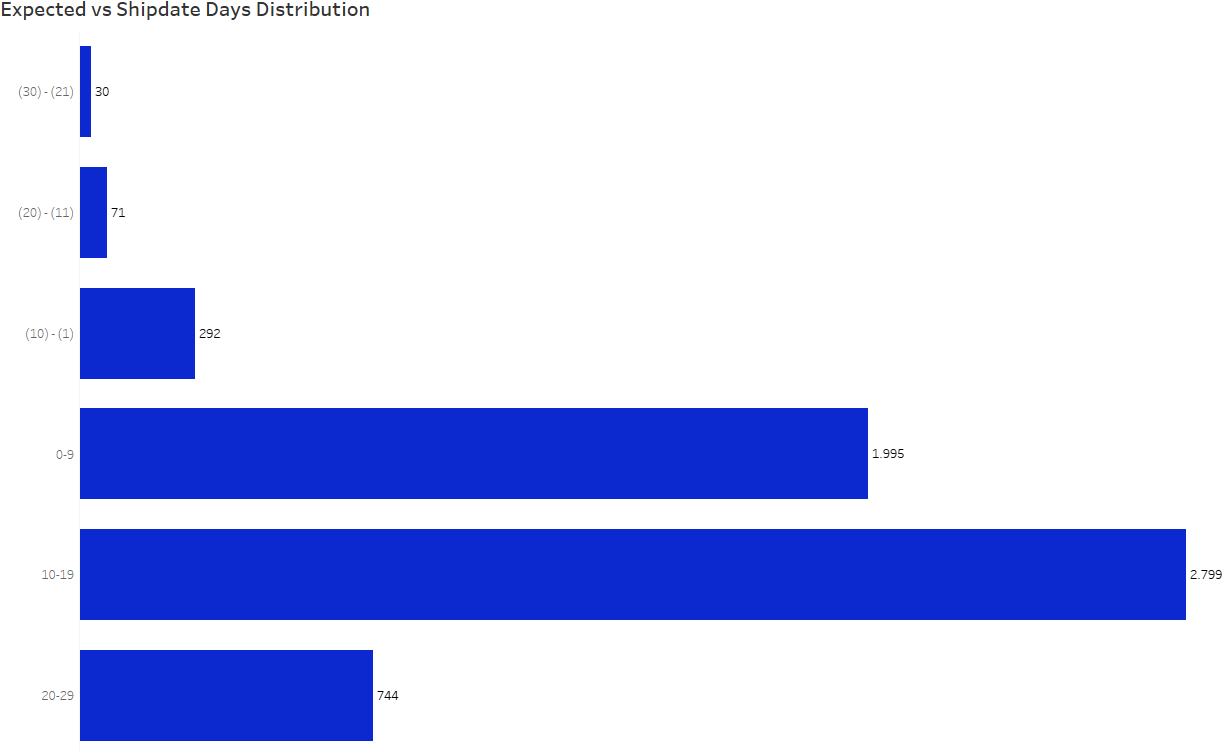 Expected vs Shipdate Days Distribution
(30) - (21) 30
(20) - (11) 71
(10) - (1) 292
0-9 1.995
10-19 2.799
20-29 744